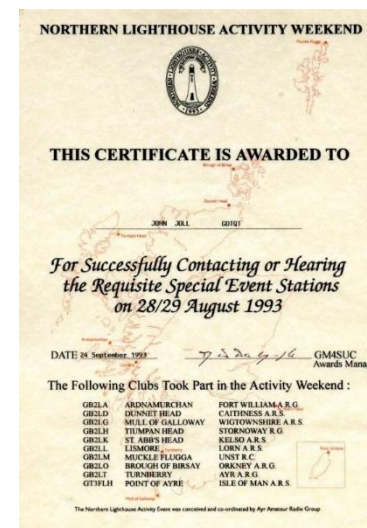 NORTHERN LIGHTHOUSE ACTIVITY WEEKEND
THIS CERTIFICATE IS AWARDED TO
JOHN JOLL G0TQT
For Successfully Contacting or Hearing
the Requisite Special Event Stations
on 28/29 August 1993
DATE 24 September 1993 GM4SUC
Awards Mana
The Following Clubs Took Part in the Activity Weekend :
GB2LA ARDNAMURCHAN FORT WILLIAM A.R.G.
GB2LD DUNNET HEAD CAITHNESS A.R.S.
GB2LG MULL OF GALLOWAY WIGTOWNSHIRE A.R.S.
GB2LH TIUMPAN HEAD STORNOWAY R.G.
GB2LK ST. ABB'S HEAD KELSO A.R.S.
GB2LL LISMORE LORN A.R.S.
GB2LM MUCKLE FLUGGA UNST R.C.
GB2LO BROUGH OF BIRSAY ORKNEY A.R.G.
GB2LT TURNBERRY AYR A.R.G.
GT3FLH POINT OF AYRE ISLE OF MAN A.R.S.
Mull of Galloway
The Northern Lighthouse Activity Event was conceived and co-ordinated by Ayr Amateur Radio Group